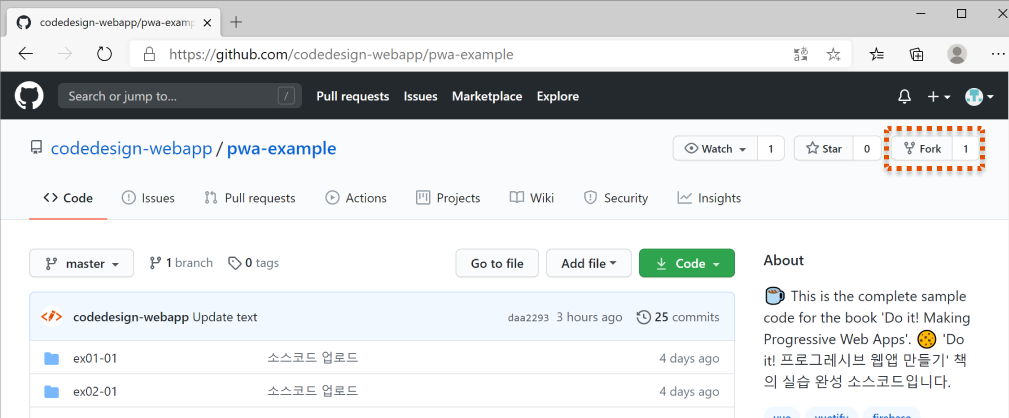 codedesign-webapp/pwa-examp
https://github.com/codedesign-webapp/pwa-example
Search or jump to... /
Pull requests Issues Marketplace Explore
codedesign-webapp / pwa-example
Watch 1 Star 0 Fork 1
Code Issues Pull requests Actions Projects Wiki Security Insights
master 1 branch 0 tags Go to file Add file Code
codedesign-webapp Update text daa2293 3 hours ago 25 commits
ex01-01 소스코드 업로드 4 days ago
ex02-01 소스코드 업로드 4 days ago
About
This is the complete sample
code for the book 'Do it! Making
Progressive Web Apps'. 'Do
it! 프로그레시브 웹앱 만들기' 책
의 실습 완성 소스코드입니다.
vue vuetify firebase